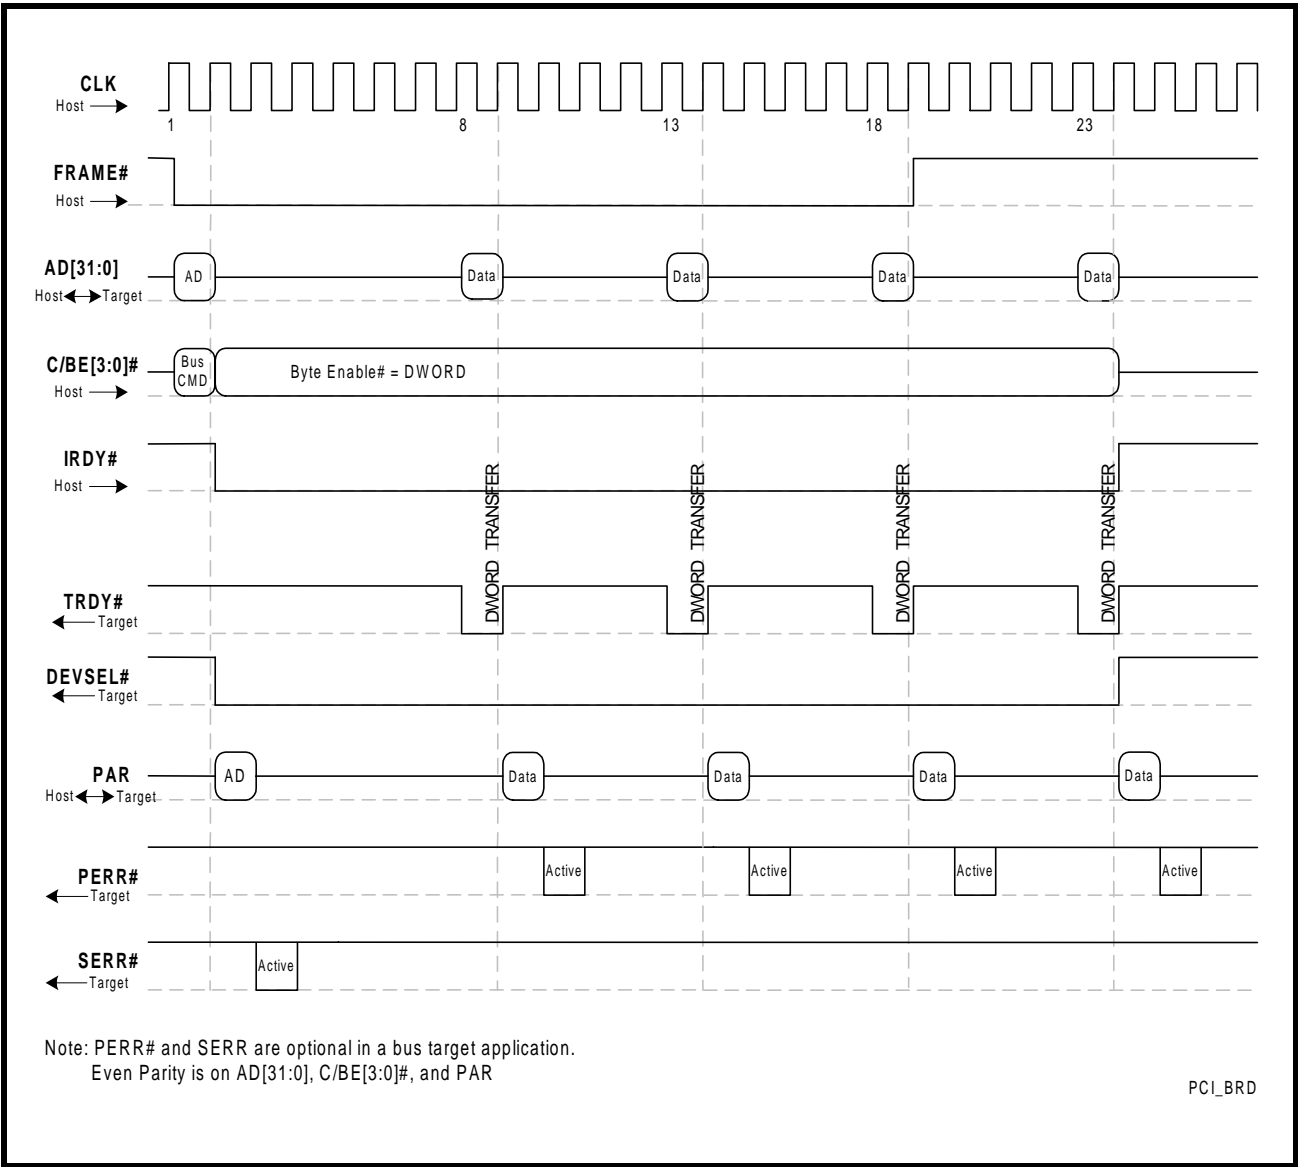 CLK
Host
1 8 13 18 23
FRAME#
Host
AD[31:0]
Host Target
AD Data Data Data Data
C/BE[3:0]#
Host
Bus
CMD
Byte Enable# = DWORD
IRDY#
Host
DWORD TRANSFER
DWORD TRANSFER
DWORD TRANSFER
DWORD TRANSFER
TRDY#
Target
DEVSEL#
Target
PAR
Host Target
AD Data Data Data Data
PERR#
Target
Active Active Active Active
SERR#
Target
Active
Note: PERR# and SERR are optional in a bus target application.
Even Parity is on AD[31:0], C/BE[3:0]#, and PAR
PCI_BRD